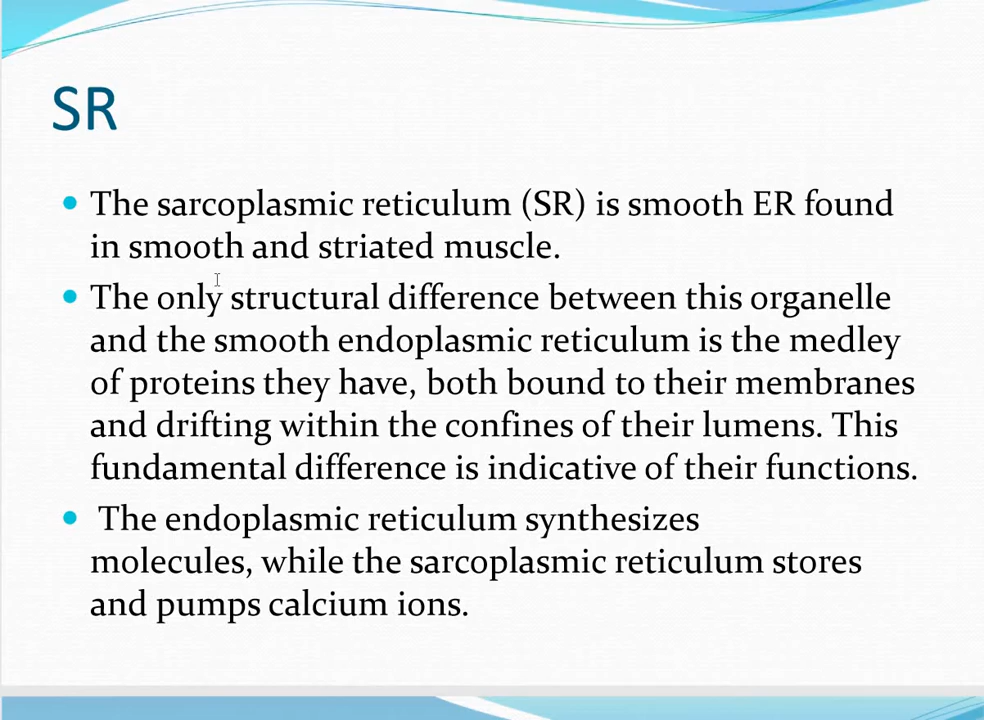 SR
The sarcoplasmic reticulum (SR) is smooth ER found
in smooth and striated muscle.
The only structural difference between this organelle
and the smooth endoplasmic reticulum is the medley
of proteins they have, both bound to their membranes
and drifting within the confines of their lumens. This
fundamental difference is indicative of their functions.
The endoplasmic reticulum synthesizes
molecules, while the sarcoplasmic reticulum stores
and pumps calcium ions.